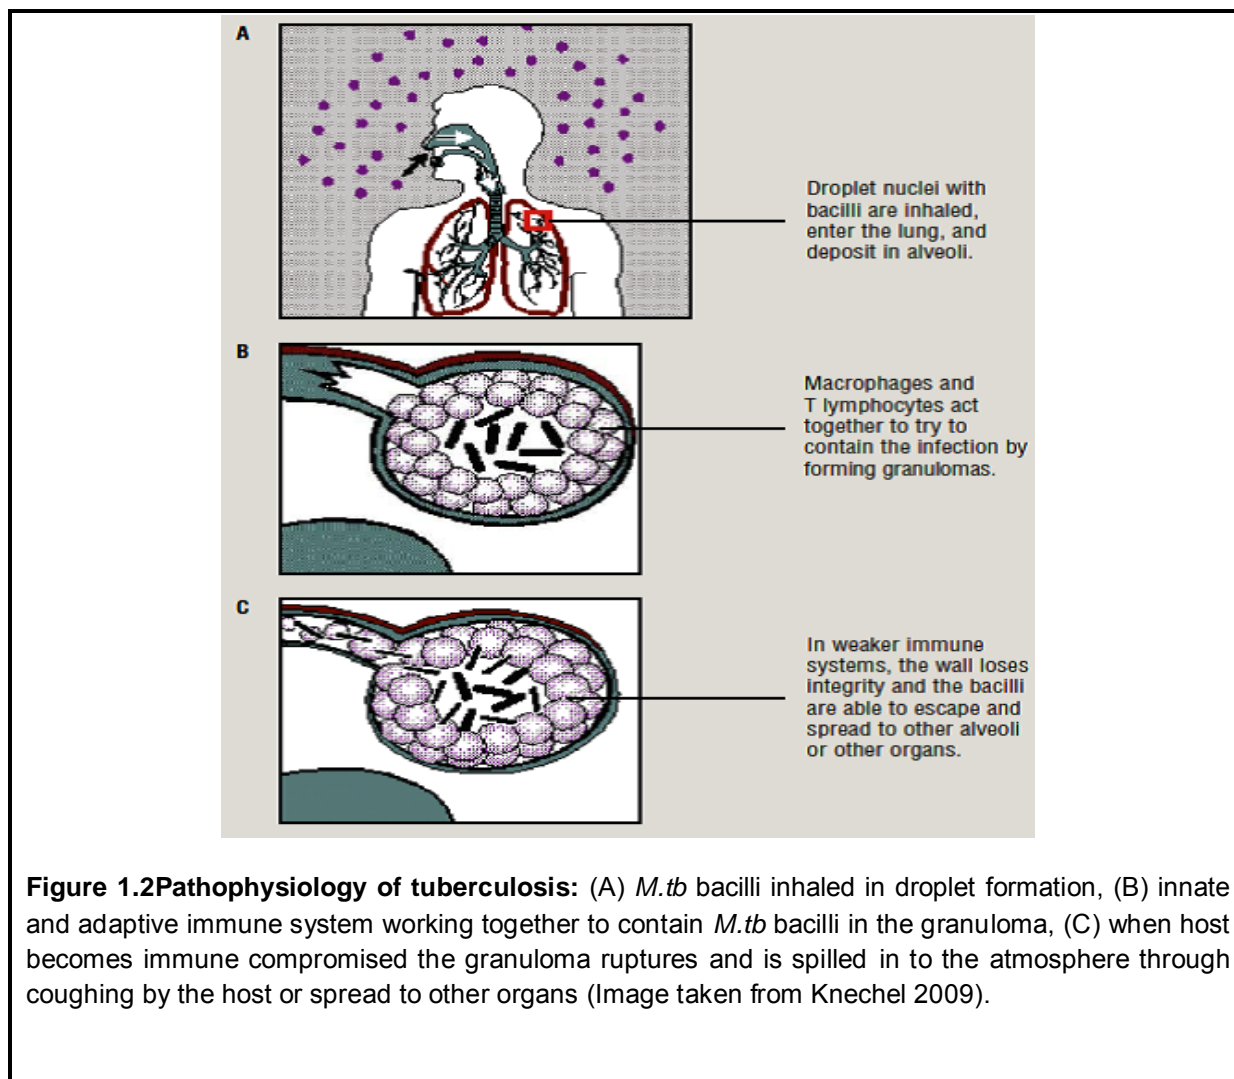 A
Droplet nuclei with
bacilli are inhaled,
enter the lung, and
deposit in alveoli.
B
Macrophages and
T lymphocytes act
together to try to
contain the infection by
forming granulomas.
C
In weaker immune
systems, the wall loses
integrity and the bacilli
are able to escape and
spread to other alveoli
or other organs.
Figure 1.2Pathophysiology of tuberculosis: (A) M.tb bacilli inhaled in droplet formation, (B) innate
and adaptive immune system working together to contain M.tb bacilli in the granuloma, (C) when host
becomes immune compromised the granuloma ruptures and is spilled in to the atmosphere through
coughing by the host or spread to other organs (Image taken from Knechel 2009).